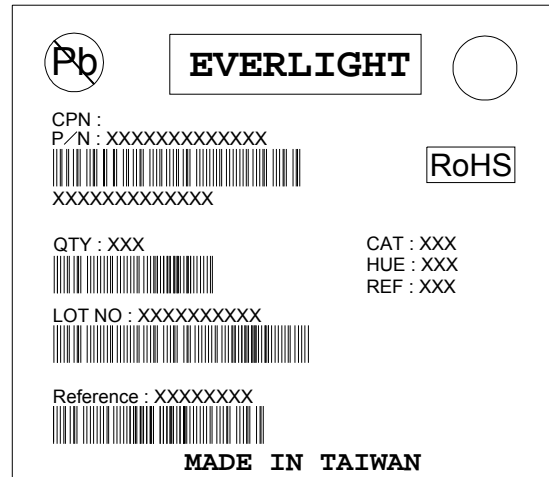 Pb
EVERLIGHT
CPN :
P／N : XXXXXXXXXXXXX
RoHS
XXXXXXXXXXXXX
QTY : XXX
CAT : XXX
HUE : XXX
REF : XXX
LOT NO : XXXXXXXXXX
Reference : XXXXXXXX
MADE IN TAIWAN